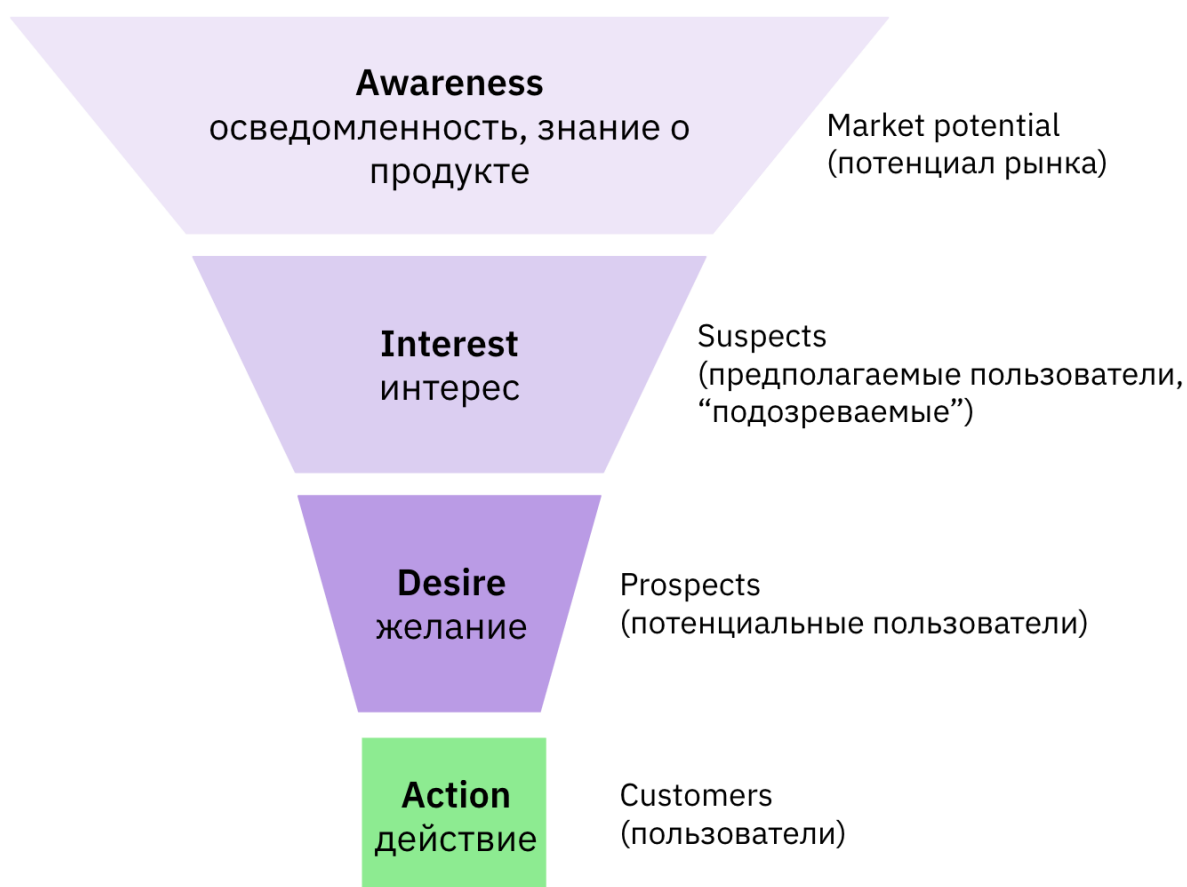 Awareness
осведомленность, знание о
продукте
Market potential
(потенциал рынка)
Interest
интерес
Suspects
(предполагаемые пользователи,
“подозреваемые”)
Desire
желание
Prospects
(потенциальные пользователи)
Action
действие
Customers
(пользователи)